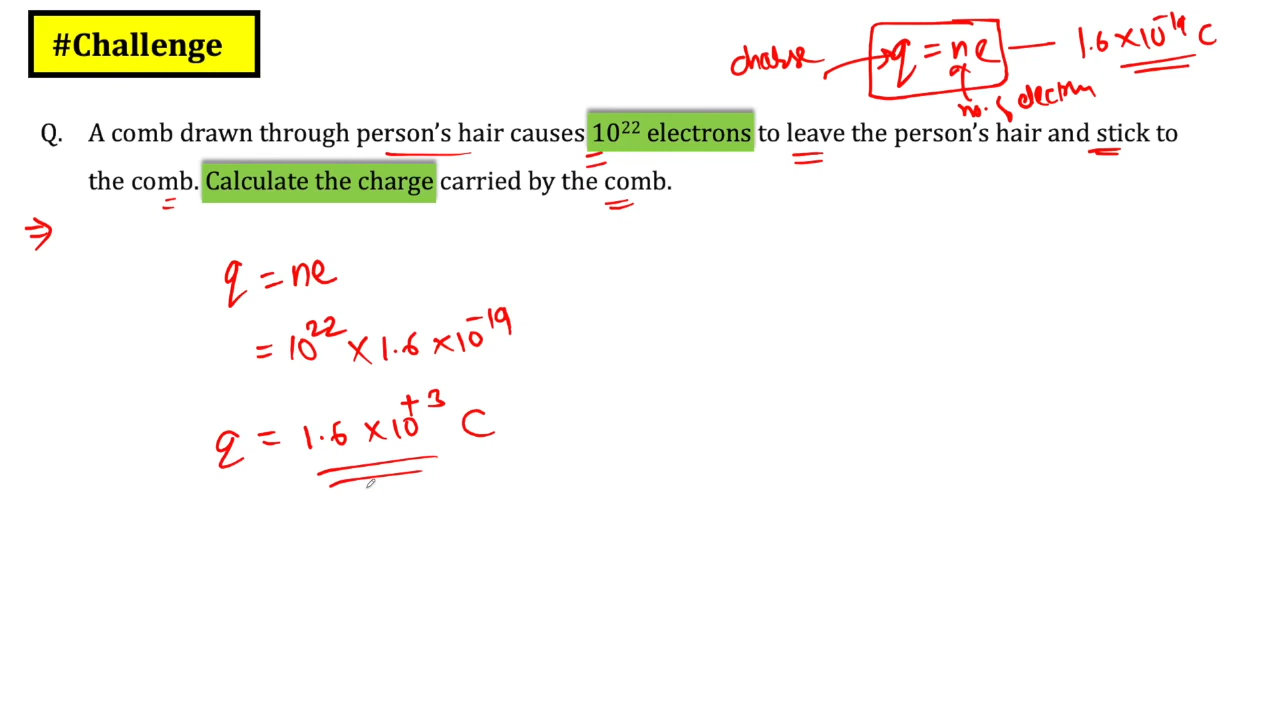 #Challenge
charge → q = ne — 1.6 × 10⁻¹⁹ C
no. of electron
Q. A comb drawn through person’s hair causes 10²² electrons to leave the person’s hair and stick to
the comb. Calculate the charge carried by the comb.
⇒
q = ne
= 10²² × 1.6 × 10⁻¹⁹
q = 1.6 × 10⁺³ C